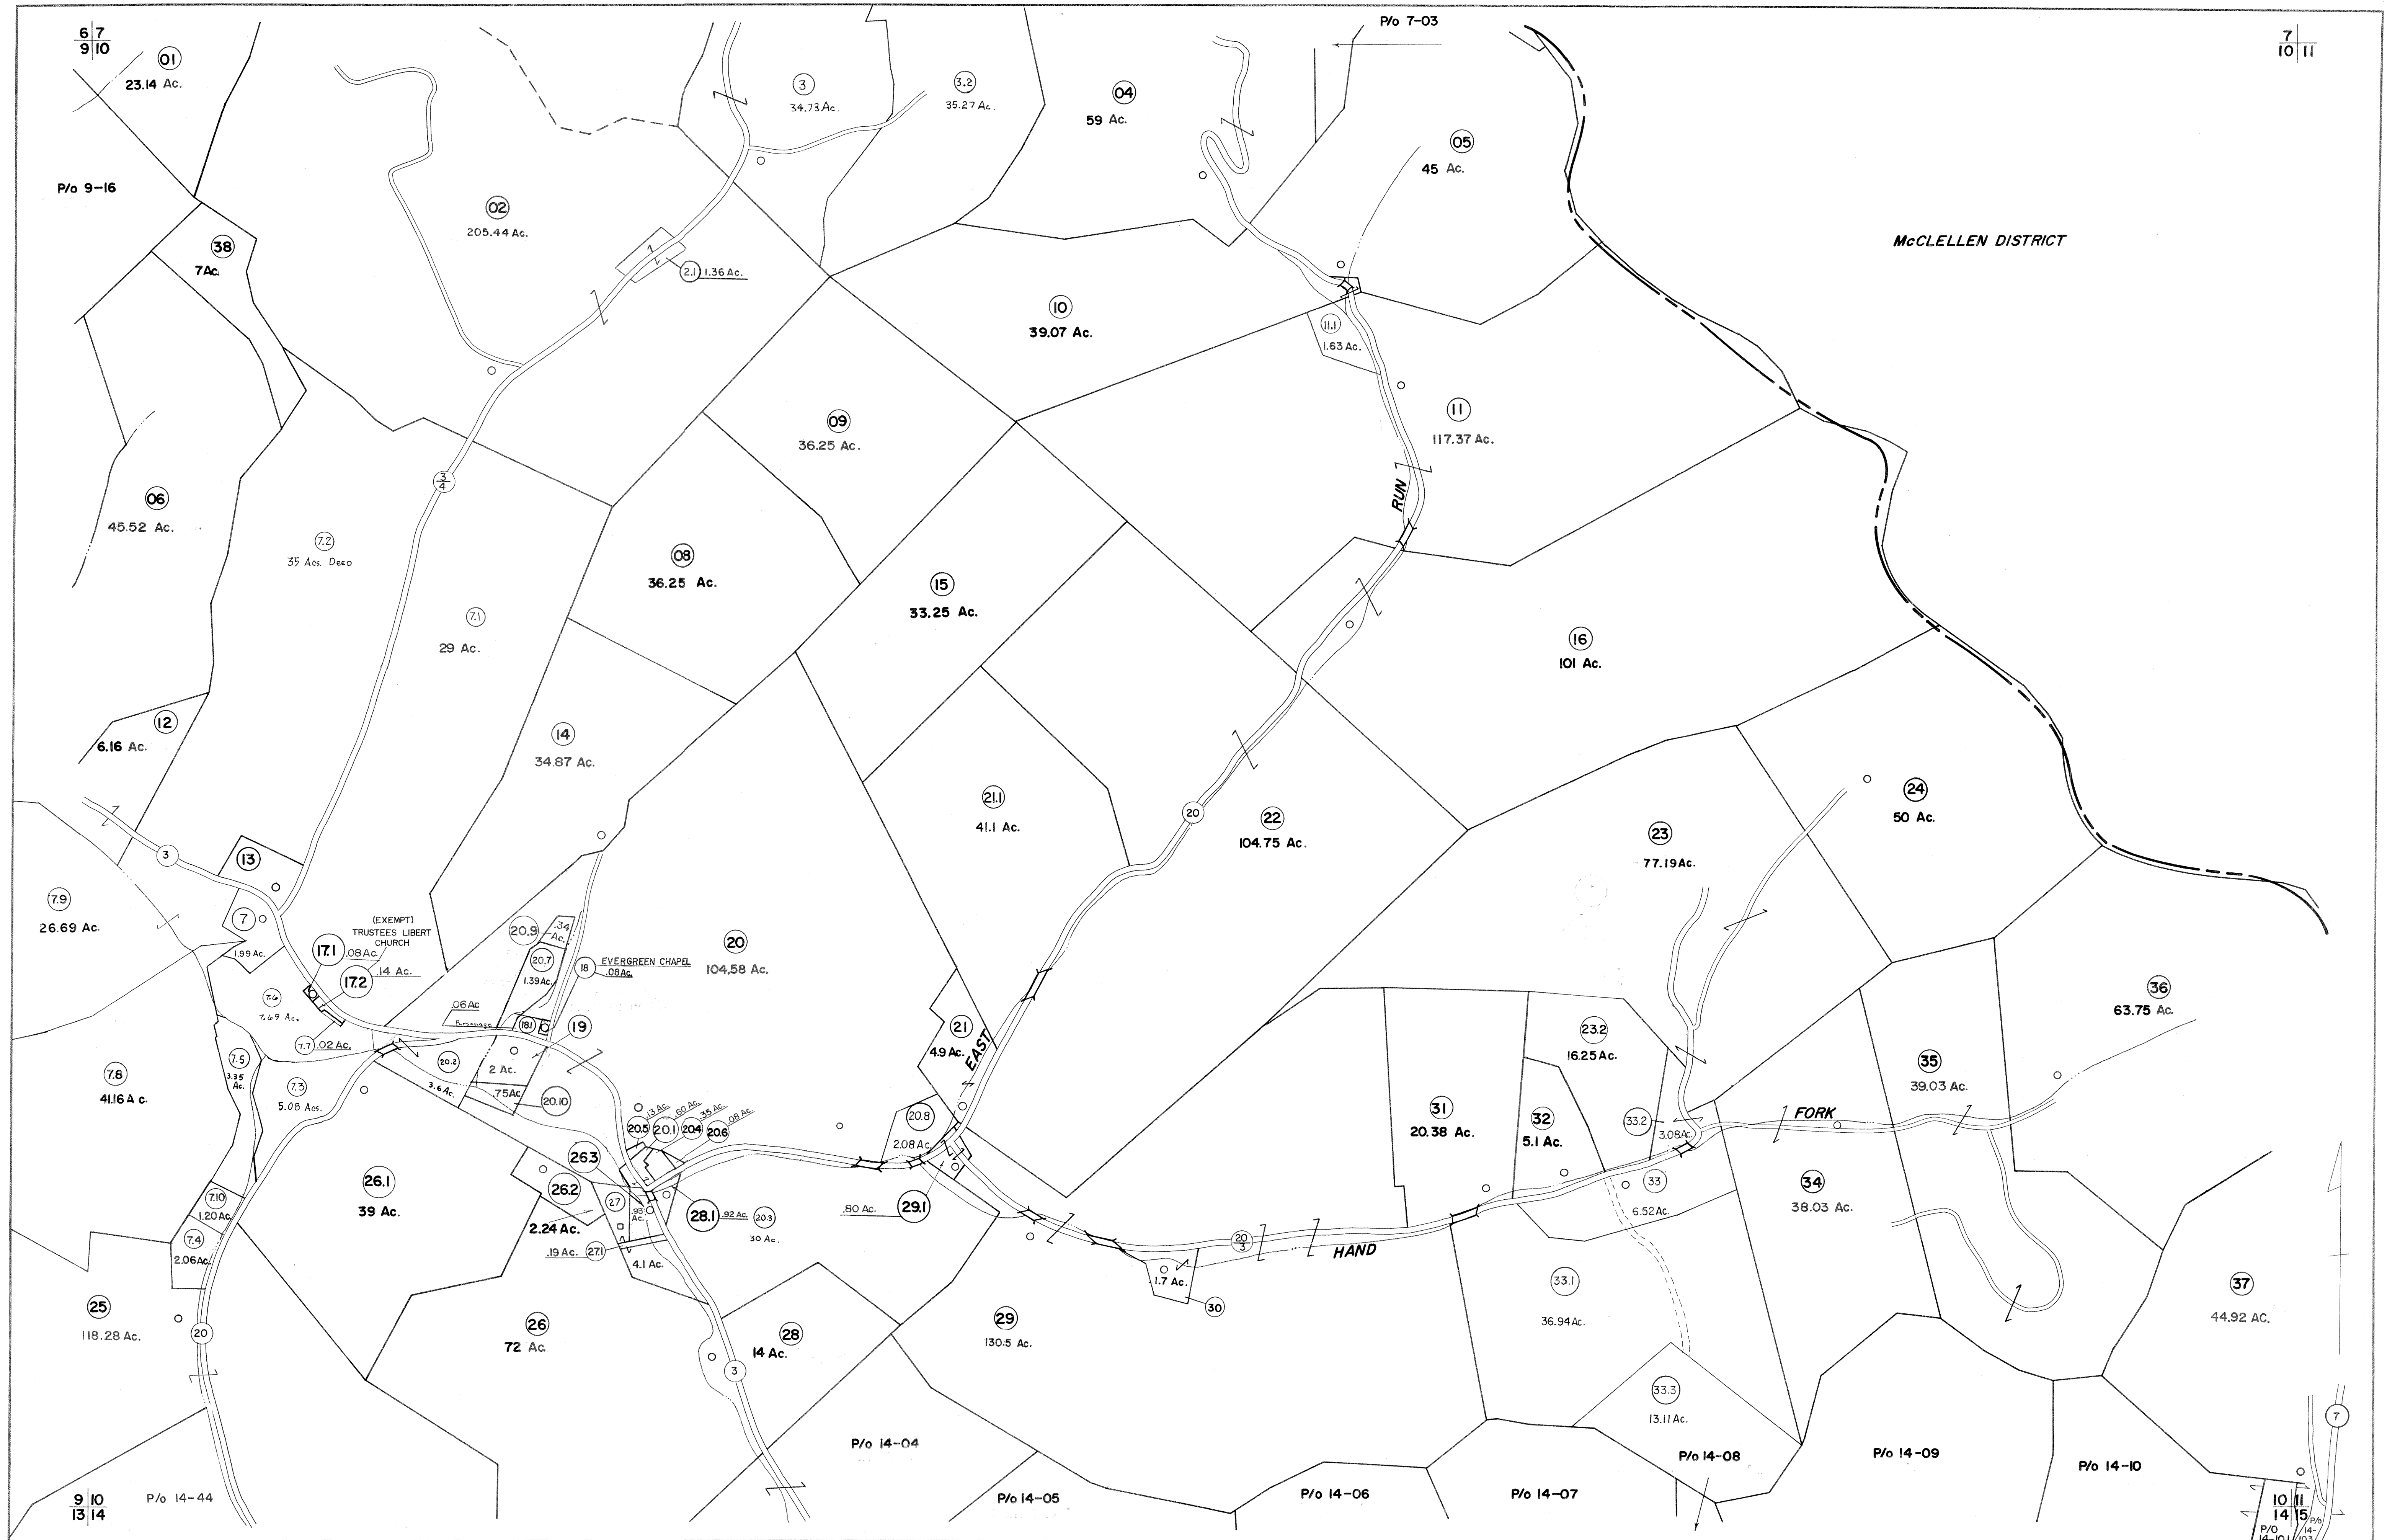 6 7
9 10
01
23.14 Ac.
P/o 9-16
38
7Ac.
02
205.44 Ac.
2.1 1.36 Ac.
3
34.73 Ac.
3.2
35.27 Ac.
04
59 Ac.
P/o 7-03
05
45 Ac.
7
10 11
McCLELLEN DISTRICT
10
39.07 Ac.
11.1
1.63 Ac.
11
117.37 Ac.
RUN
09
36.25 Ac.
3
4
06
45.52 Ac.
7.2
35 Acs. Deed
7.1
29 Ac.
08
36.25 Ac.
15
33.25 Ac.
16
101 Ac.
12
6.16 Ac.
14
34.87 Ac.
21.1
41.1 Ac.
20
22
104.75 Ac.
23
77.19 Ac.
24
50 Ac.
3
13
7.9
26.69 Ac.
7
1.99 Ac.
(EXEMPT)
TRUSTEES LIBERT
CHURCH
17.1 .08 Ac.
17.2 .14 Ac.
20.9
.34
Ac.
20.7
1.39 Ac.
18 EVERGREEN CHAPEL
.08 Ac.
20
104.58 Ac.
7.6
7.69 Ac.
7.7 .02 Ac.
.06 Ac
Parsonage
18.1
19
20.2
3.6 Ac.
2 Ac.
.75 Ac
20.10
21
4.9 Ac.
EAST
7.8
41.16 Ac.
7.5
3.35
Ac.
7.3
5.08 Acs.
23.2
16.25 Ac.
36
63.75 Ac.
35
39.03 Ac.
FORK
31
20.38 Ac.
32
5.1 Ac.
33.2
3.08 Ac.
.13 Ac. .60 Ac. .35 Ac. .08 Ac.
20.5 20.1 20.4 20.6
20.8
2.08 Ac.
26.3
26.1
39 Ac.
26.2
2.24 Ac.
27
.93
Ac.
28.1 .92 Ac. 20.3
30 Ac.
.80 Ac. 29.1
33
6.52 Ac.
34
38.03 Ac.
7.10
1.20 Ac.
7.4
2.06 Ac.
.19 Ac. 27.1
4.1 Ac.
20
3
HAND
1.7 Ac.
30
33.1
36.94 Ac.
37
44.92 AC.
25
118.28 Ac.
20
26
72 Ac.
28
14 Ac.
29
130.5 Ac.
3
33.3
13.11 Ac.
7
P/o 14-04
P/o 14-08
P/o 14-09
P/o 14-10
9 10
13 14
P/o 14-44
P/o 14-05
P/o 14-06
P/o 14-07
10 11
14 15
P/O
14-10.1
P/o
14-
10.3